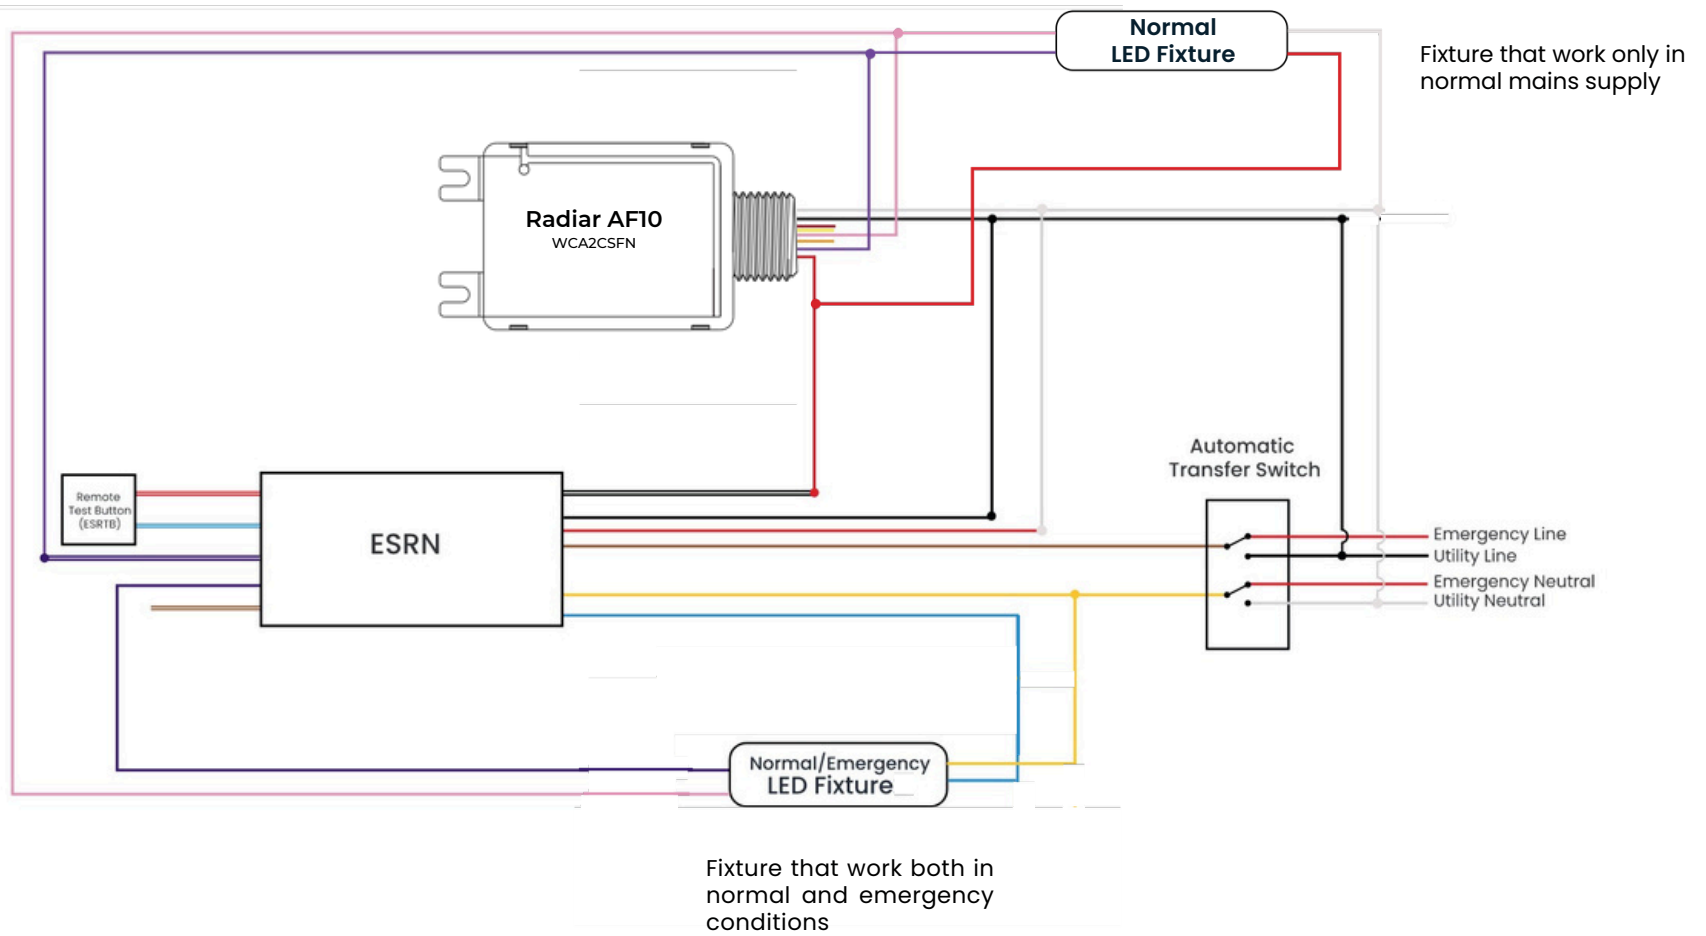 Normal
LED Fixture
Fixture that work only in
normal mains supply
Radiar AF10
WCA2CSFN
Automatic
Transfer Switch
Remote
Test Button
(ESRTB)
ESRN
Emergency Line
Utility Line
Emergency Neutral
Utility Neutral
Normal/Emergency
LED Fixture
Fixture that work both in
normal and emergency
conditions